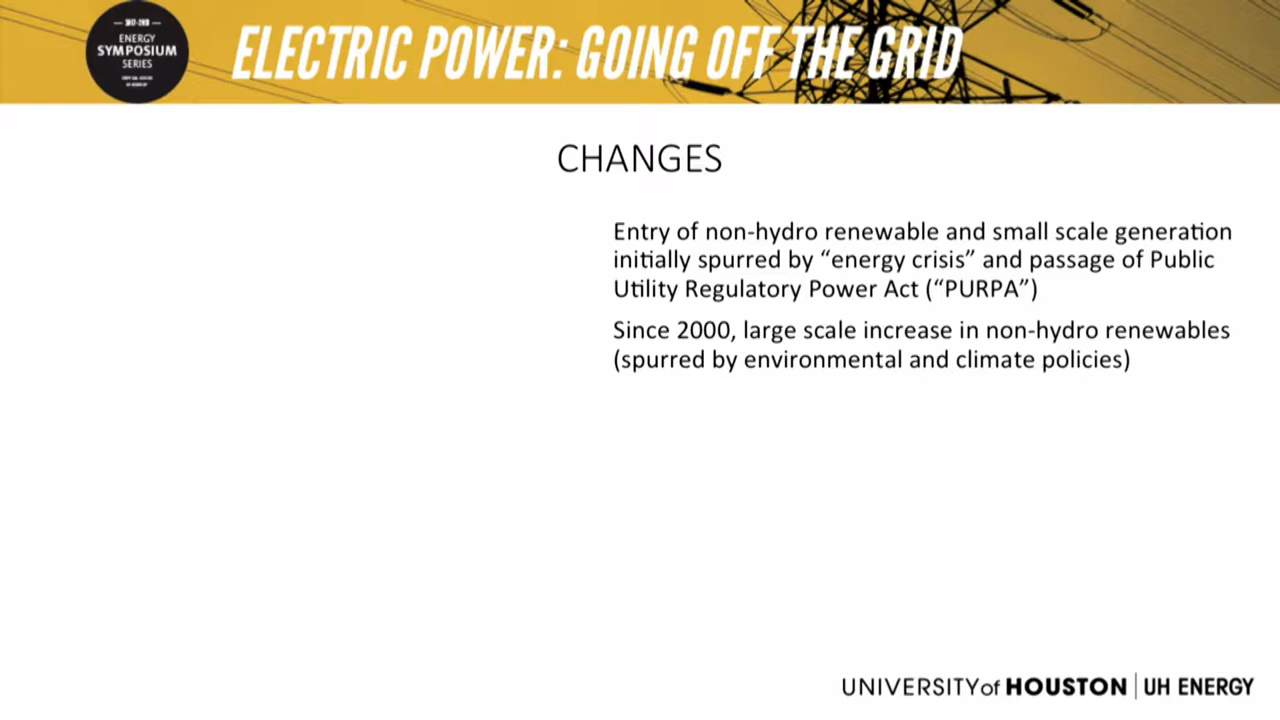 ENERGY
SYMPOSIUM
SERIES
ELECTRIC POWER: GOING OFF THE GRID
CHANGES
Entry of non-hydro renewable and small scale generation
initially spurred by “energy crisis” and passage of Public
Utility Regulatory Power Act (“PURPA”)
Since 2000, large scale increase in non-hydro renewables
(spurred by environmental and climate policies)
UNIVERSITY of HOUSTON | UH ENERGY